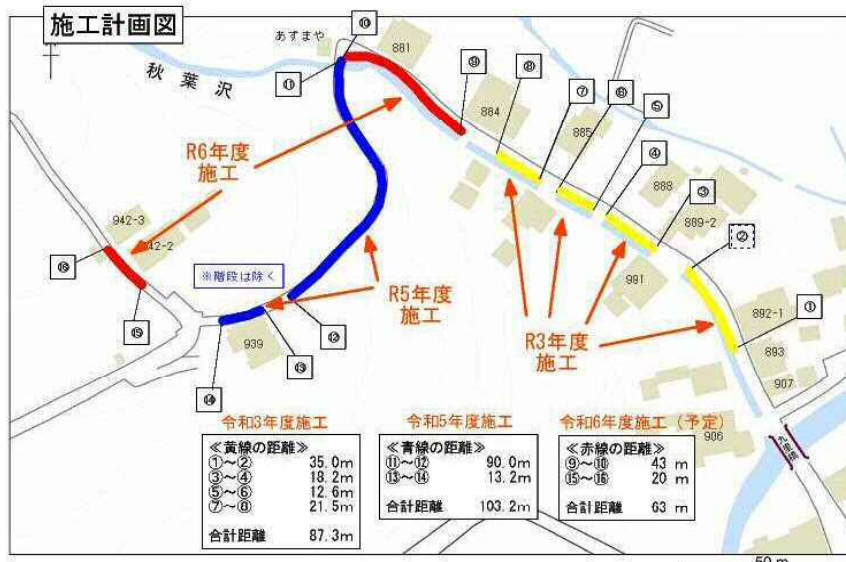 施工計画図
⑩
あずまや
881
⑪
秋葉沢
⑨
⑧
884
⑦
⑥
⑤
885
④
R6年度
施工
888
③
942-3
889-2
②
942-2
⑯
※階段は除く
991
R5年度
施工
R3年度
施工
892-1
①
⑮
⑫
939
⑬
893
⑭
907
令和3年度施工
≪黄線の距離≫
①~② 35.0m
③~④ 18.2m
⑤~⑥ 12.6m
⑦~⑧ 21.5m
合計距離 87.3m
令和5年度施工
≪青線の距離≫
⑪~⑫ 90.0m
⑬~⑭ 13.2m
合計距離 103.2m
令和6年度施工（予定）
≪赤線の距離≫
⑨~⑩ 43 m
⑮~⑯ 20 m
合計距離 63 m
906
50 m